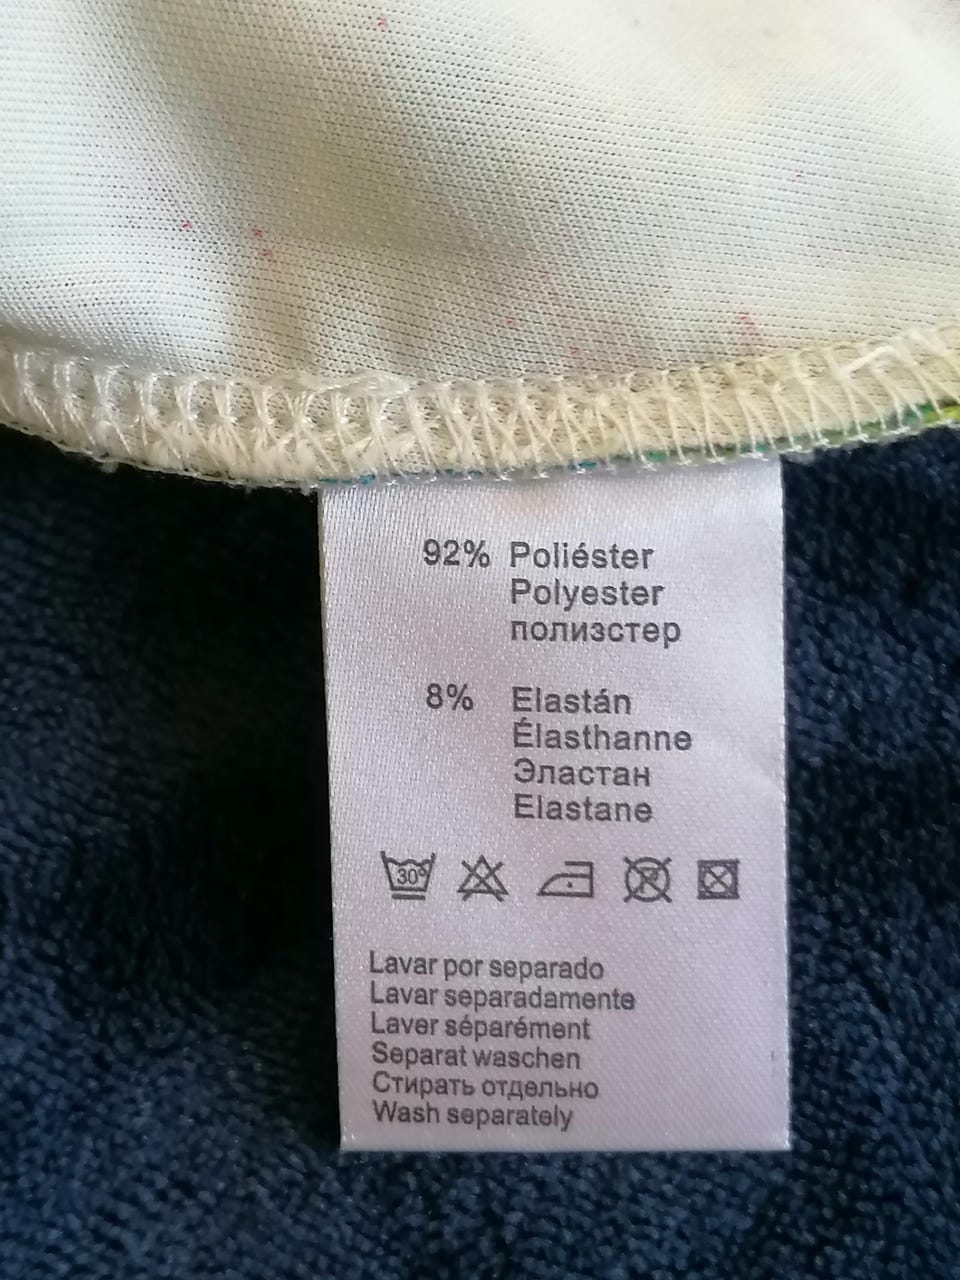 92% Poliéster
Polyester
полизстер
8% Elastán
Élasthanne
Эластан
Elastane
30°
P
Lavar por separado
Lavar separadamente
Laver séparément
Separat waschen
Стирать отдельно
Wash separately